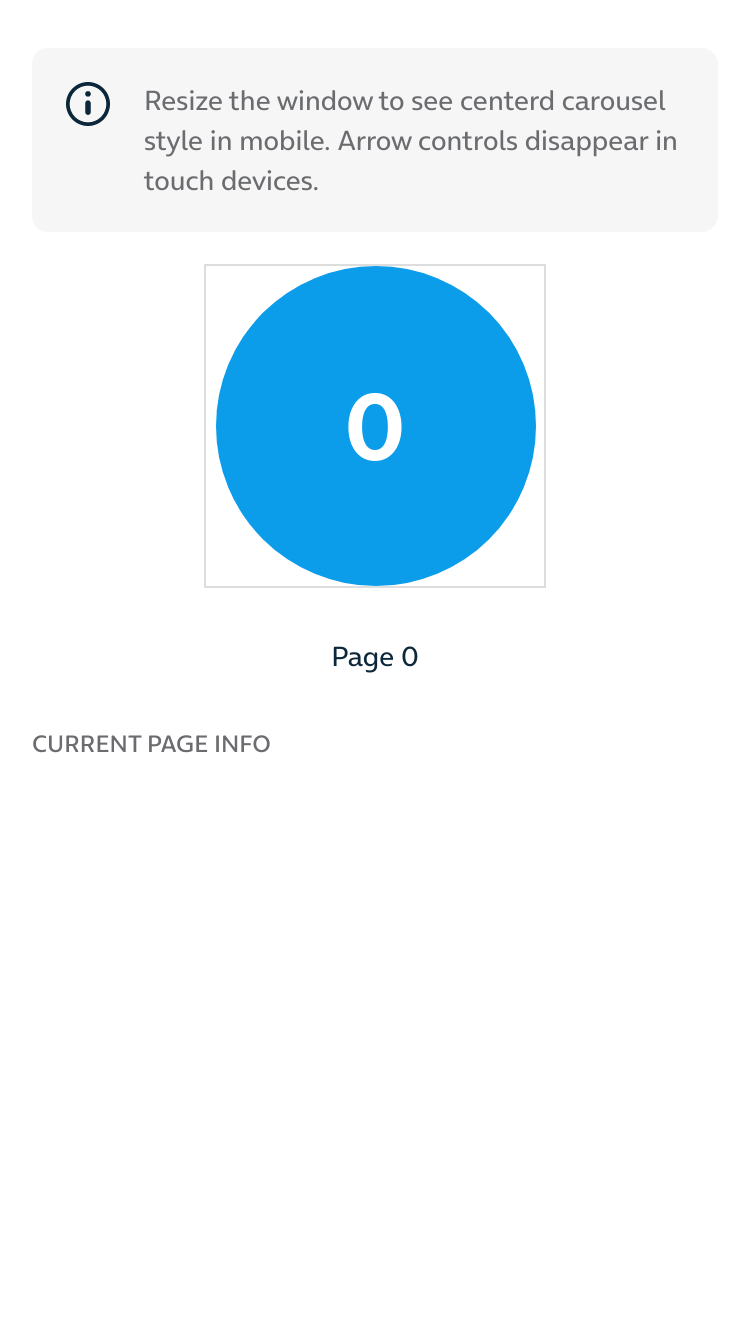 Resize the window to see centerd carousel
style in mobile. Arrow controls disappear in
touch devices.
0
Page 0
CURRENT PAGE INFO